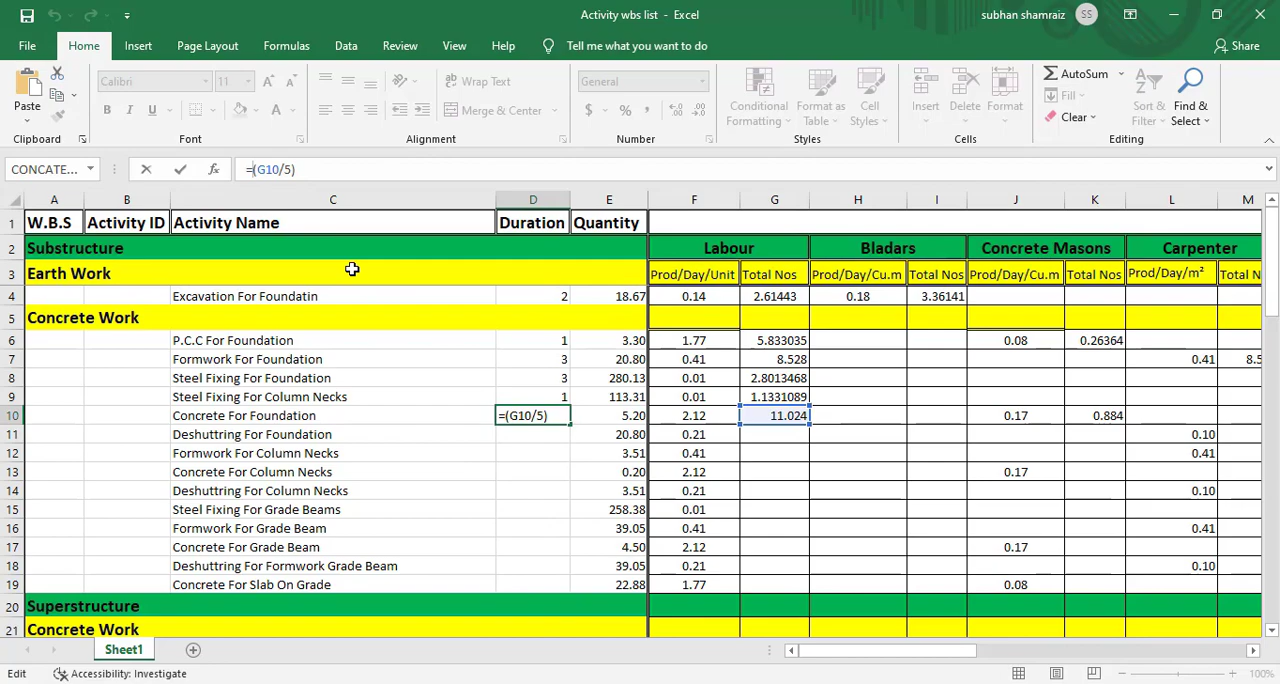 Activity wbs list - Excel
subhan shamraiz SS
File Home Insert Page Layout Formulas Data Review View Help Tell me what you want to do Share
Paste Calibri 11 Wrap Text General Conditional Formatting Format as Table Cell Styles Insert Delete Format AutoSum Sort & Filter Find & Select
B I U Merge & Center $ % , Fill Clear
Clipboard Font Alignment Number Styles Cells Editing
CONCATE... fx =(G10/5)
A B C D E F G H I J K L M
1 W.B.S Activity ID Activity Name Duration Quantity
2 Substructure Labour Bladars Concrete Masons Carpenter
3 Earth Work Prod/Day/Unit Total Nos Prod/Day/Cu.m Total Nos Prod/Day/Cu.m Total Nos Prod/Day/m² Total N
4 Excavation For Foundatin 2 18.67 0.14 2.61443 0.18 3.36141
5 Concrete Work
6 P.C.C For Foundation 1 3.30 1.77 5.833035 0.08 0.26364
7 Formwork For Foundation 3 20.80 0.41 8.528 0.41 8.5
8 Steel Fixing For Foundation 3 280.13 0.01 2.8013468
9 Steel Fixing For Column Necks 1 113.31 0.01 1.1331089
10 Concrete For Foundation =(G10/5) 5.20 2.12 11.024 0.17 0.884
11 Deshuttring For Foundation 20.80 0.21 0.10
12 Formwork For Column Necks 3.51 0.41 0.41
13 Concrete For Column Necks 0.20 2.12 0.17
14 Deshuttring For Column Necks 3.51 0.21 0.10
15 Steel Fixing For Grade Beams 258.38 0.01
16 Formwork For Grade Beam 39.05 0.41 0.41
17 Concrete For Grade Beam 4.50 2.12 0.17
18 Deshuttring For Formwork Grade Beam 39.05 0.21 0.10
19 Concrete For Slab On Grade 22.88 1.77 0.08
20 Superstructure
21 Concrete Work
Sheet1
Edit Accessibility: Investigate 100%